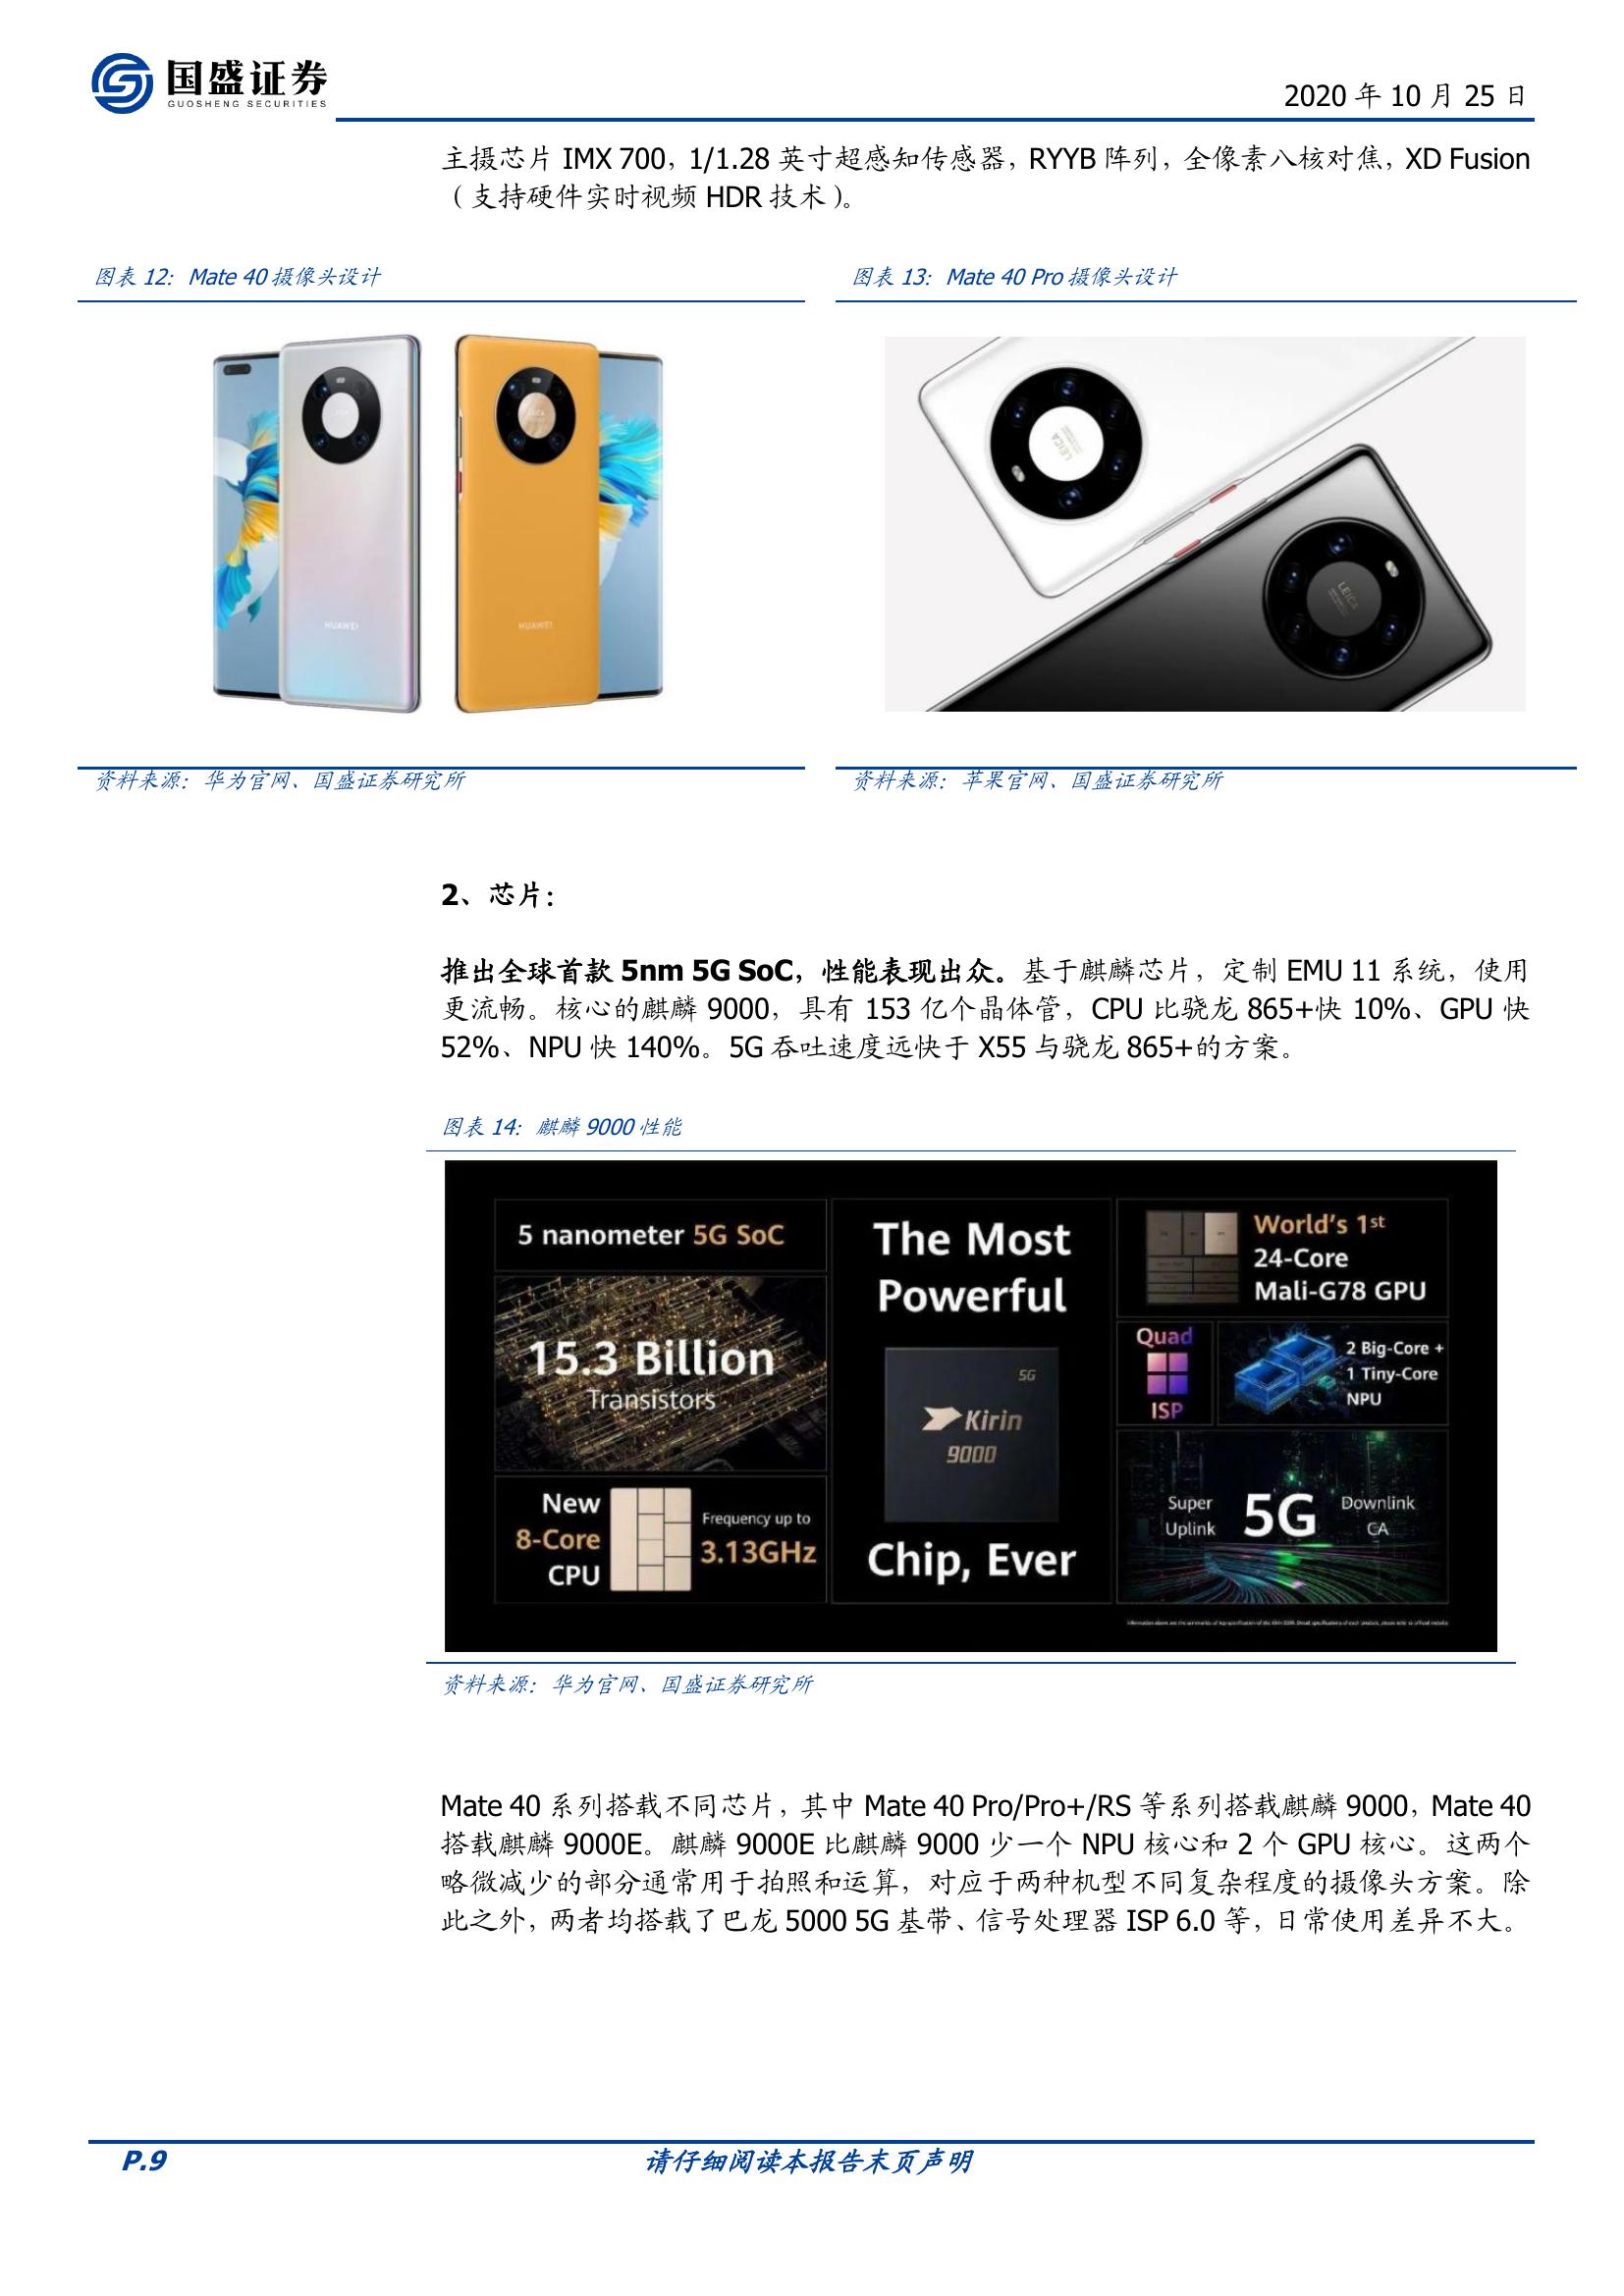 国盛证券
GUOSHENG SECURITIES
2020 年 10 月 25 日
主摄芯片 IMX 700，1/1.28 英寸超感知传感器，RYYB 阵列，全像素八核对焦，XD Fusion
（支持硬件实时视频 HDR 技术）。
图表 12：Mate 40 摄像头设计
图表 13：Mate 40 Pro 摄像头设计
HUAWEI
HUAWEI
LEICA
LEICA
资料来源：华为官网、国盛证券研究所
资料来源：苹果官网、国盛证券研究所
2、芯片：
推出全球首款 5nm 5G SoC，性能表现出众。基于麒麟芯片，定制 EMU 11 系统，使用
更流畅。核心的麒麟 9000，具有 153 亿个晶体管，CPU 比骁龙 865+快 10%、GPU 快
52%、NPU 快 140%。5G 吞吐速度远快于 X55 与骁龙 865+的方案。
图表 14：麒麟 9000 性能
5 nanometer 5G SoC
15.3 Billion
Transistors
New
8-Core
CPU
Frequency up to
3.13GHz
The Most
Powerful
5G
Kirin
9000
Chip, Ever
World's 1st
24-Core
Mali-G78 GPU
Quad
ISP
2 Big-Core +
1 Tiny-Core
NPU
Super
Uplink
5G
Downlink
CA
资料来源：华为官网、国盛证券研究所
Mate 40 系列搭载不同芯片，其中 Mate 40 Pro/Pro+/RS 等系列搭载麒麟 9000，Mate 40
搭载麒麟 9000E。麒麟 9000E 比麒麟 9000 少一个 NPU 核心和 2 个 GPU 核心。这两个
略微减少的部分通常用于拍照和运算，对应于两种机型不同复杂程度的摄像头方案。除
此之外，两者均搭载了巴龙 5000 5G 基带、信号处理器 ISP 6.0 等，日常使用差异不大。
P.9
请仔细阅读本报告末页声明